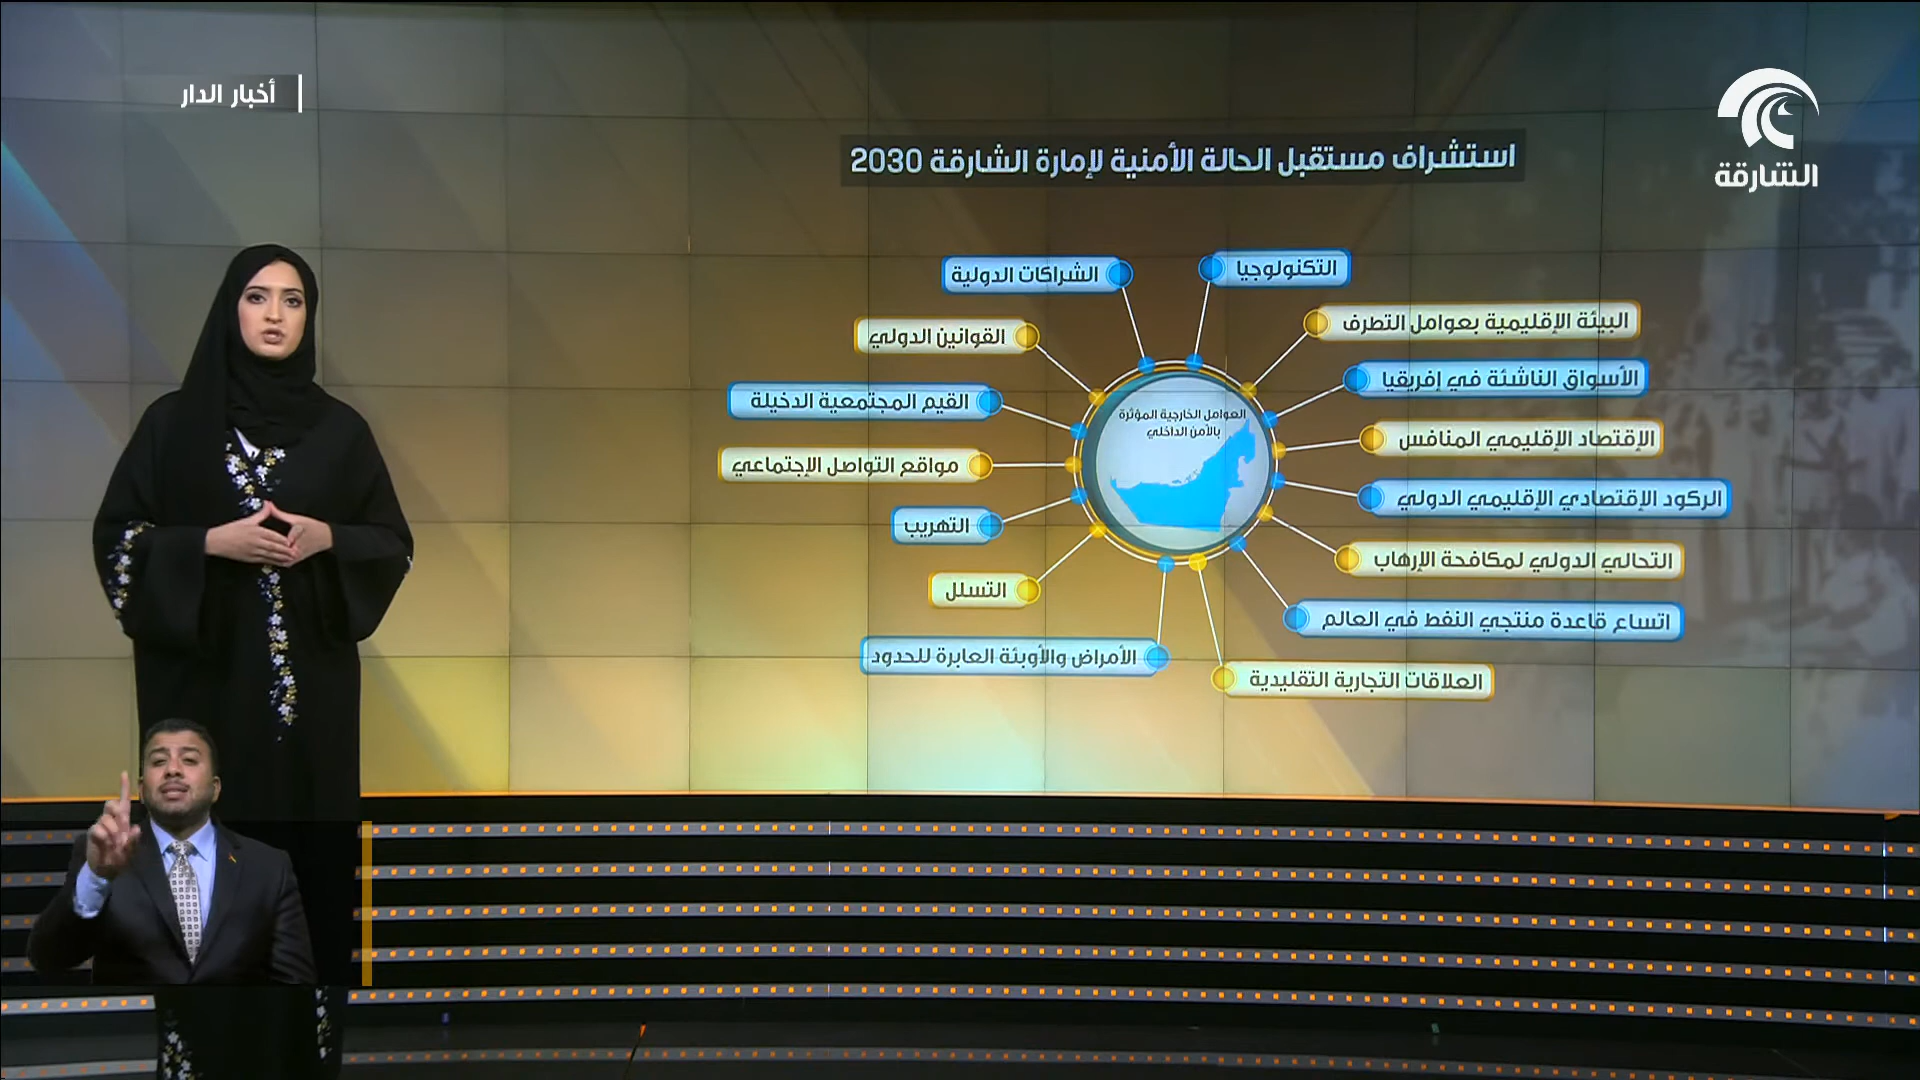 أخبار الدار
الشارقة
استشراف مستقبل الحالة الأمنية لإمارة الشارقة 2030
التكنولوجيا
الشراكات الدولية
البيئة الإقليمية بعوامل التطرف
القوانين الدولي
الأسواق الناشئة في إفريقيا
القيم المجتمعية الدخيلة
العوامل الخارجية المؤثرة
بالأمن الداخلي
الإقتصاد الإقليمي المنافس
مواقع التواصل الإجتماعي
الركود الإقتصادي الإقليمي الدولي
التهريب
التحالي الدولي لمكافحة الإرهاب
التسلل
اتساع قاعدة منتجي النفط في العالم
الأمراض والأوبئة العابرة للحدود
العلاقات التجارية التقليدية